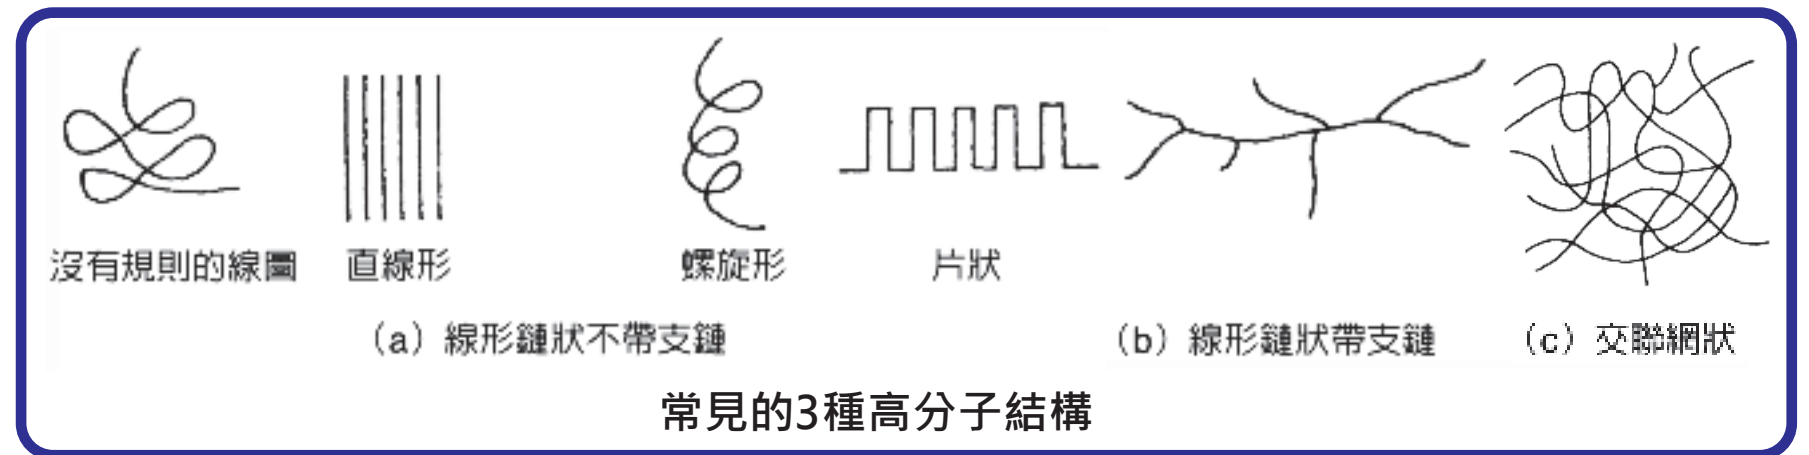 沒有規則的線圖 直線形 螺旋形 片狀
(a) 線形鏈狀不帶支鏈 (b) 線形鏈狀帶支鏈 (c) 交聯網狀
常見的3種高分子結構